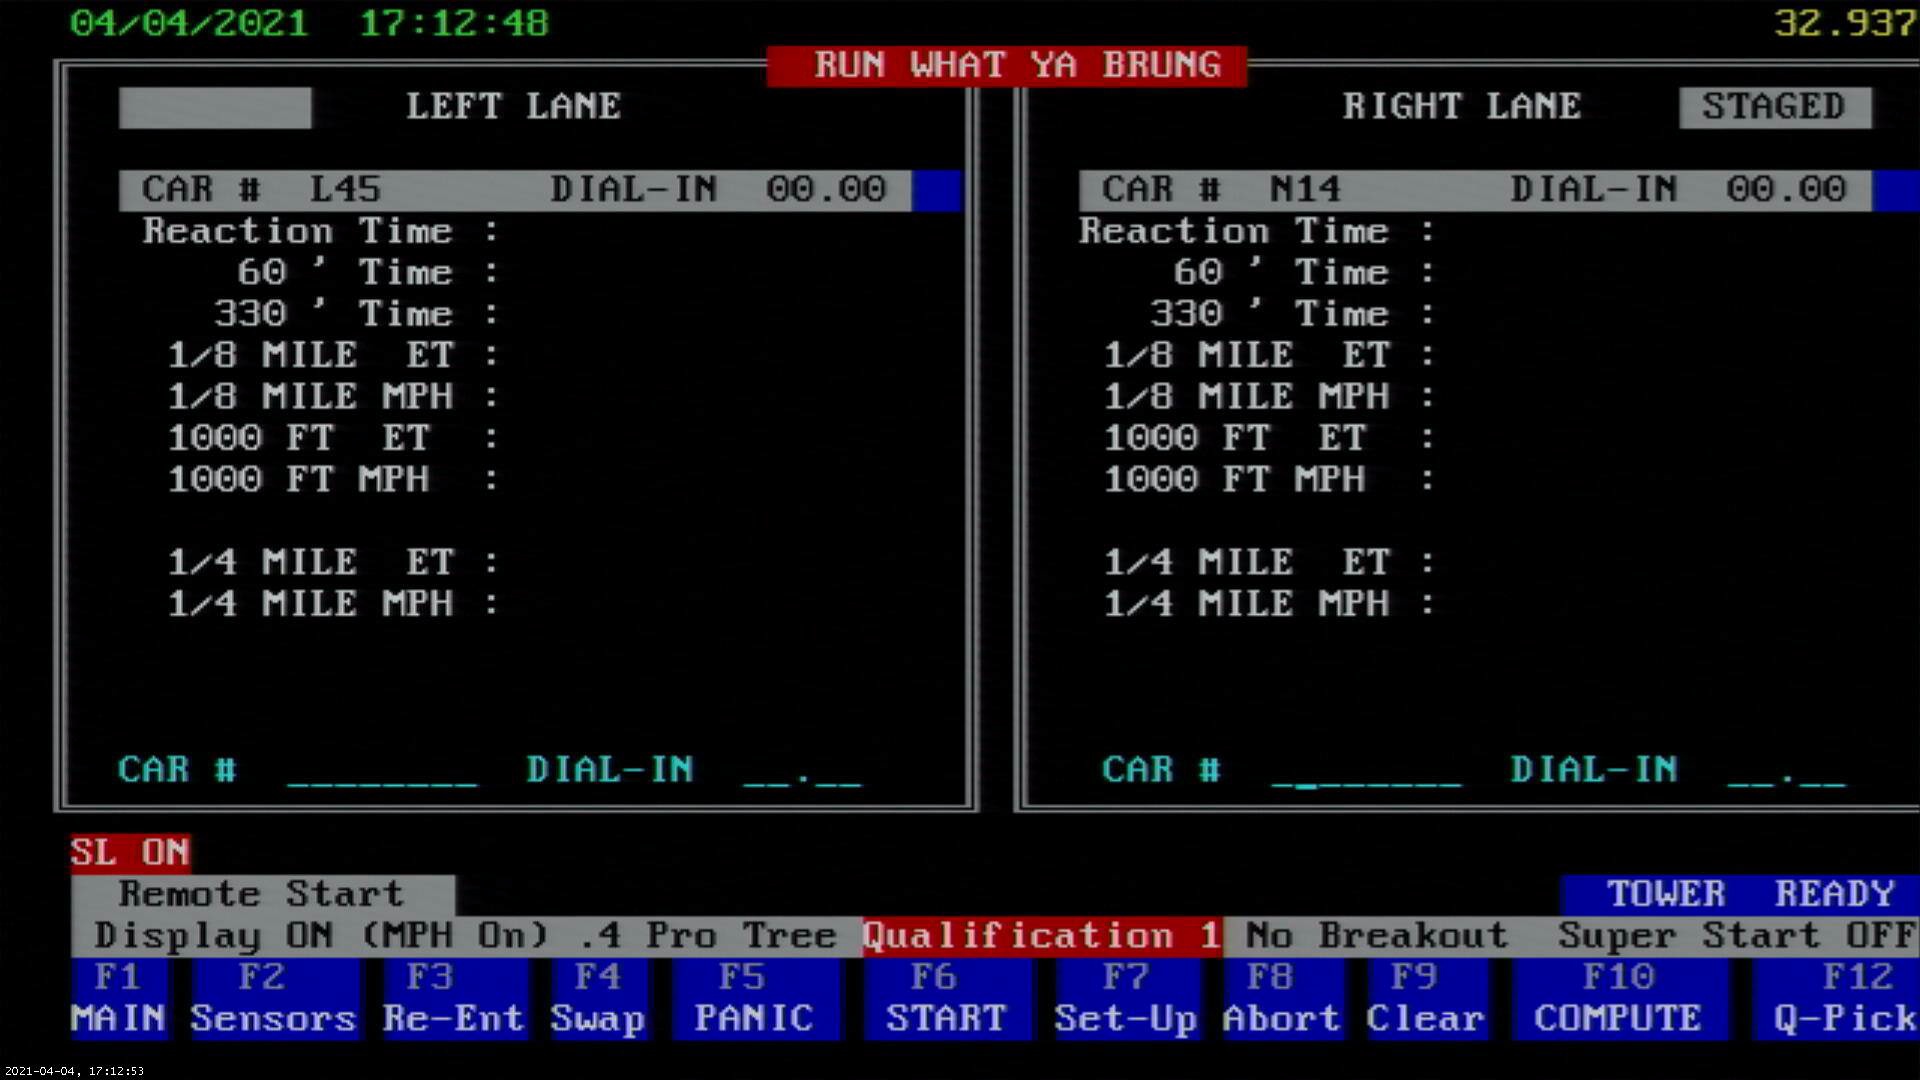 04/04/2021 17:12:48 32.937
RUN WHAT YA BRUNG
LEFT LANE
CAR # L45 DIAL-IN 00.00
Reaction Time :
60 ' Time :
330 ' Time :
1/8 MILE ET :
1/8 MILE MPH :
1000 FT ET :
1000 FT MPH :
1/4 MILE ET :
1/4 MILE MPH :
CAR # ________ DIAL-IN __.__
RIGHT LANE STAGED
CAR # N14 DIAL-IN 00.00
Reaction Time :
60 ' Time :
330 ' Time :
1/8 MILE ET :
1/8 MILE MPH :
1000 FT ET :
1000 FT MPH :
1/4 MILE ET :
1/4 MILE MPH :
CAR # ________ DIAL-IN __.__
SL ON
Remote Start TOWER READY
Display ON (MPH On) .4 Pro Tree Qualification 1 No Breakout Super Start OFF
F1 F2 F3 F4 F5 F6 F7 F8 F9 F10 F12
MAIN Sensors Re-Ent Swap PANIC START Set-Up Abort Clear COMPUTE Q-Pick
2021-04-04, 17:12:53